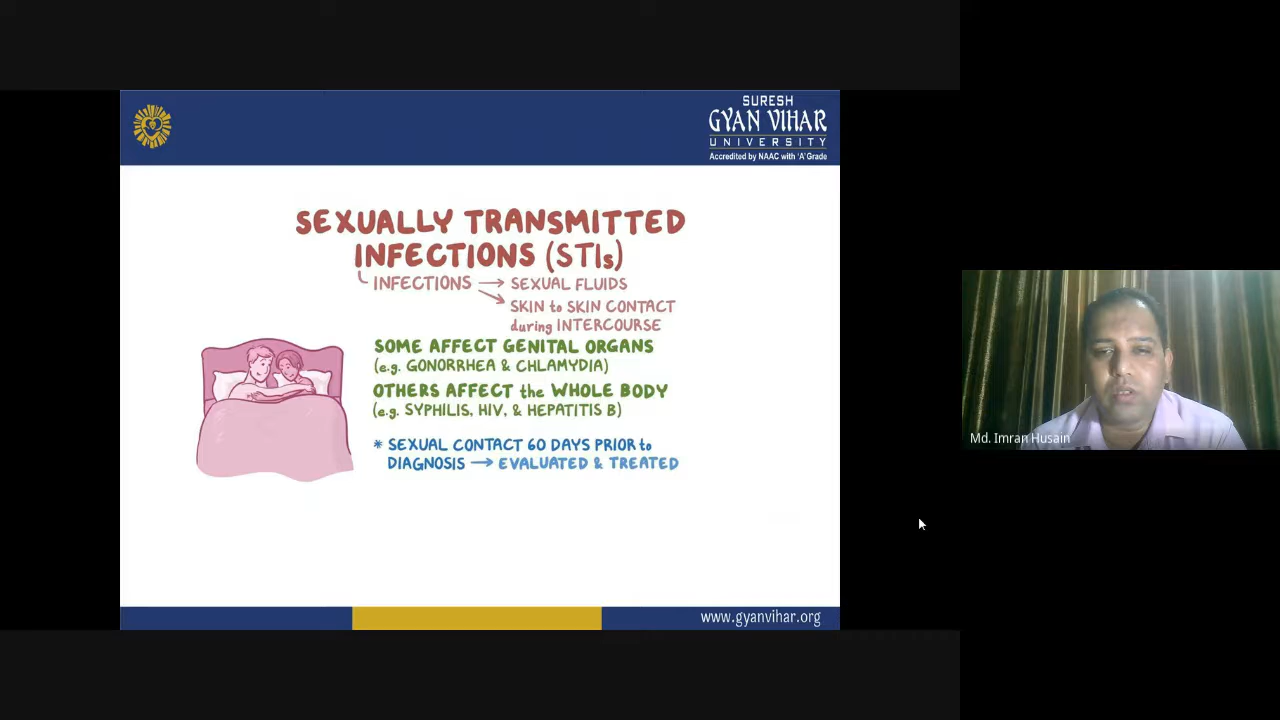 SURESH
GYAN VIHAR
UNIVERSITY
Accredited by NAAC with 'A' Grade
SEXUALLY TRANSMITTED
INFECTIONS (STIs)
INFECTIONS → SEXUAL FLUIDS
SKIN to SKIN CONTACT
during INTERCOURSE
SOME AFFECT GENITAL ORGANS
(e.g. GONORRHEA & CHLAMYDIA)
OTHERS AFFECT the WHOLE BODY
(e.g. SYPHILIS, HIV, & HEPATITIS B)
* SEXUAL CONTACT 60 DAYS PRIOR to
DIAGNOSIS → EVALUATED & TREATED
Md. Imran Husain
www.gyanvihar.org